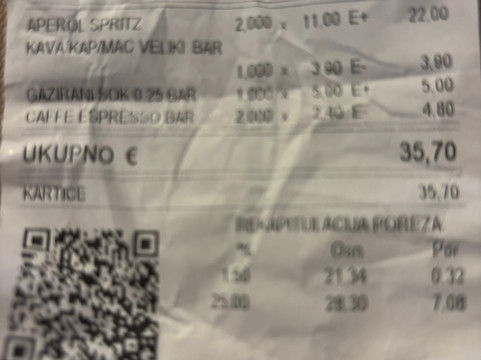 APEROL SPRITZ 2.000 x 11,00 E+ 22,00
KAVA KAP/MAC VELIKI BAR
1.000 x 3,90 E- 3,90
GAZIRANI SOK 0.25 BAR 1.000 x 5,00 E+ 5,00
CAFFE ESPRESSO BAR 2.000 x 2,40 E- 4,80
UKUPNO € 35,70
KARTICE 35,70
REKAPITULACIJA POREZA
% Osn Por
1.50 21.34 0.32
25.00 28.30 7.08